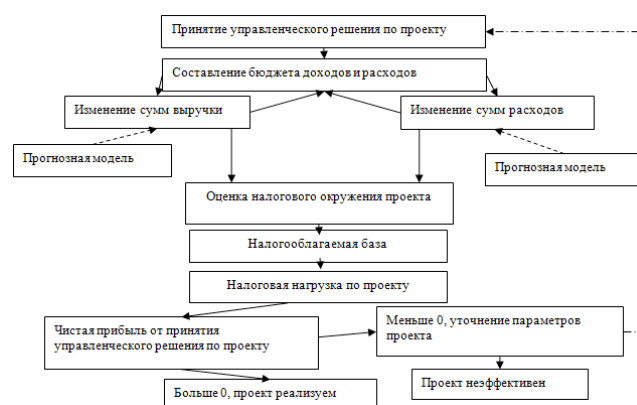 Принятие управленческого решения по проекту
Составление бюджета доходов и расходов
Изменение сумм выручки
Изменение сумм расходов
Прогнозная модель
Прогнозная модель
Оценка налогового окружения проекта
Налогооблагаемая база
Налоговая нагрузка по проекту
Чистая прибыль от принятия
управленческого решения по проекту
Меньше 0, уточнение параметров
проекта
Проект неэффективен
Больше 0, проект реализуем